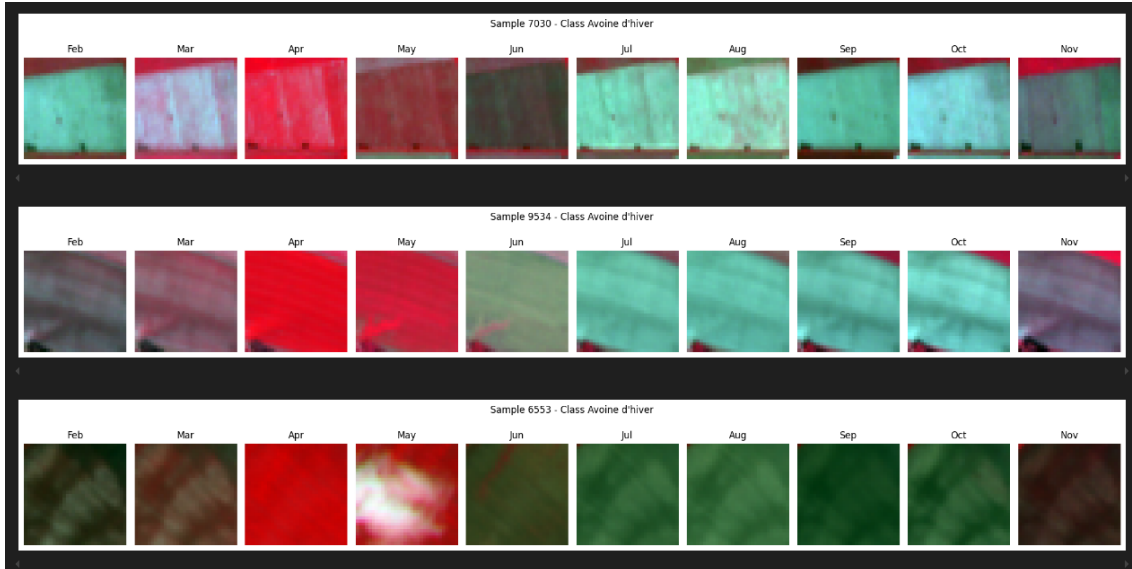 Sample 7030 - Class Avoine d'hiver
Feb Mar Apr May Jun Jul Aug Sep Oct Nov
Sample 9534 - Class Avoine d'hiver
Feb Mar Apr May Jun Jul Aug Sep Oct Nov
Sample 6553 - Class Avoine d'hiver
Feb Mar Apr May Jun Jul Aug Sep Oct Nov